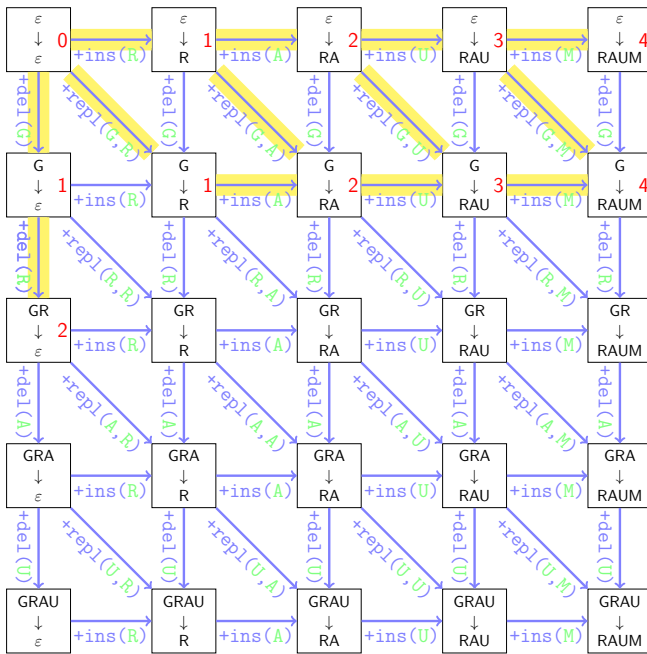 ε ε ε ε ε
↓ 0 ↓ 1 ↓ 2 ↓ 3 ↓ 4
ε +ins(R) R +ins(A) RA +ins(U) RAU +ins(M) RAUM
+del(G) +repl(G,R) +del(G) +repl(G,A) +del(G) +repl(G,U) +del(G) +repl(G,M) +del(G)
G G G G G
↓ 1 ↓ 1 ↓ 2 ↓ 3 ↓ 4
ε +ins(R) R +ins(A) RA +ins(U) RAU +ins(M) RAUM
+del(R) +repl(R,R) +del(R) +repl(R,A) +del(R) +repl(R,U) +del(R) +repl(R,M) +del(R)
GR GR GR GR GR
↓ 2 ↓ ↓ ↓ ↓
ε +ins(R) R +ins(A) RA +ins(U) RAU +ins(M) RAUM
+del(A) +repl(A,R) +del(A) +repl(A,A) +del(A) +repl(A,U) +del(A) +repl(A,M) +del(A)
GRA GRA GRA GRA GRA
↓ ↓ ↓ ↓ ↓
ε +ins(R) R +ins(A) RA +ins(U) RAU +ins(M) RAUM
+del(U) +repl(U,R) +del(U) +repl(U,A) +del(U) +repl(U,U) +del(U) +repl(U,M) +del(U)
GRAU GRAU GRAU GRAU GRAU
↓ ↓ ↓ ↓ ↓
ε +ins(R) R +ins(A) RA +ins(U) RAU +ins(M) RAUM